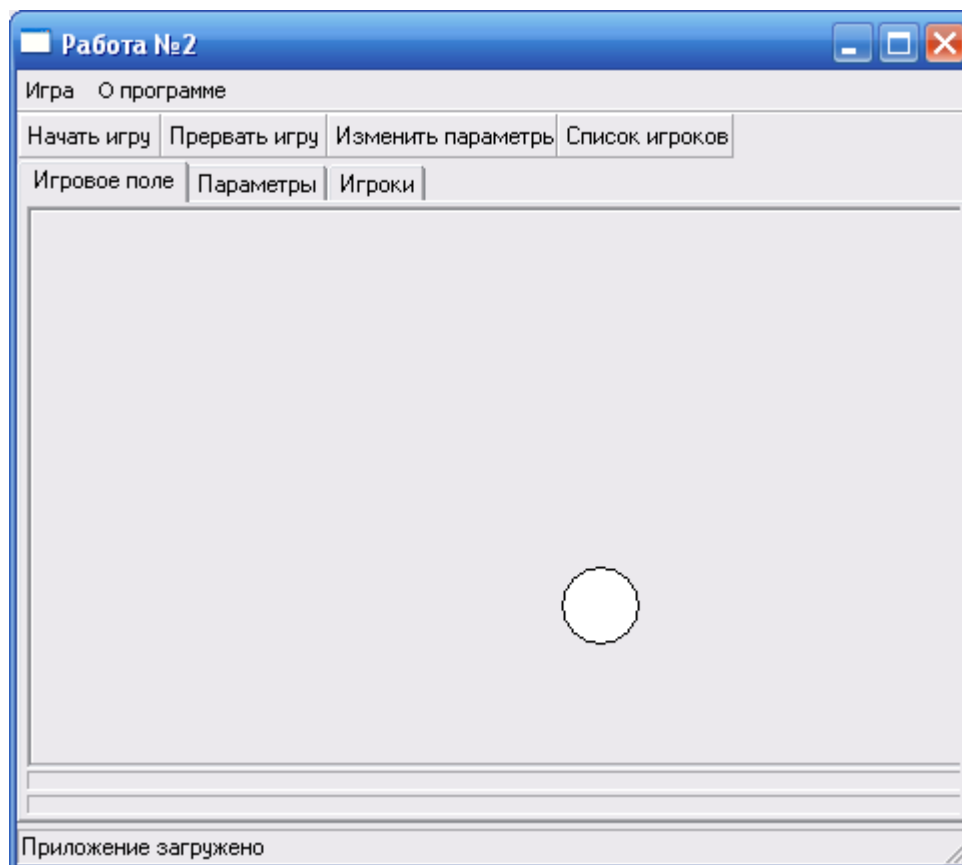 Работа №2
Игра О программе
Начать игру Прервать игру Изменить параметры Список игроков
Игровое поле Параметры Игроки
Приложение загружено